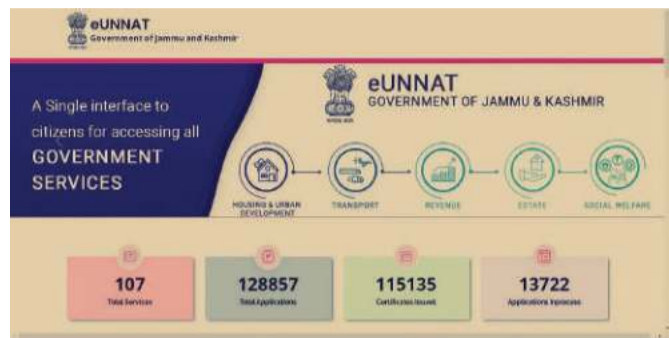 eUNNAT
Government of Jammu and Kashmir
eUNNAT
GOVERNMENT OF JAMMU & KASHMIR
A Single interface to
citizens for accessing all
GOVERNMENT
SERVICES
HOUSING & URBAN
DEVELOPMENT
TRANSPORT
REVENUE
ESTATE
SOCIAL WELFARE
107
Total Services
128857
Total Applications
115135
Certificates Issued
13722
Applications Inprocess